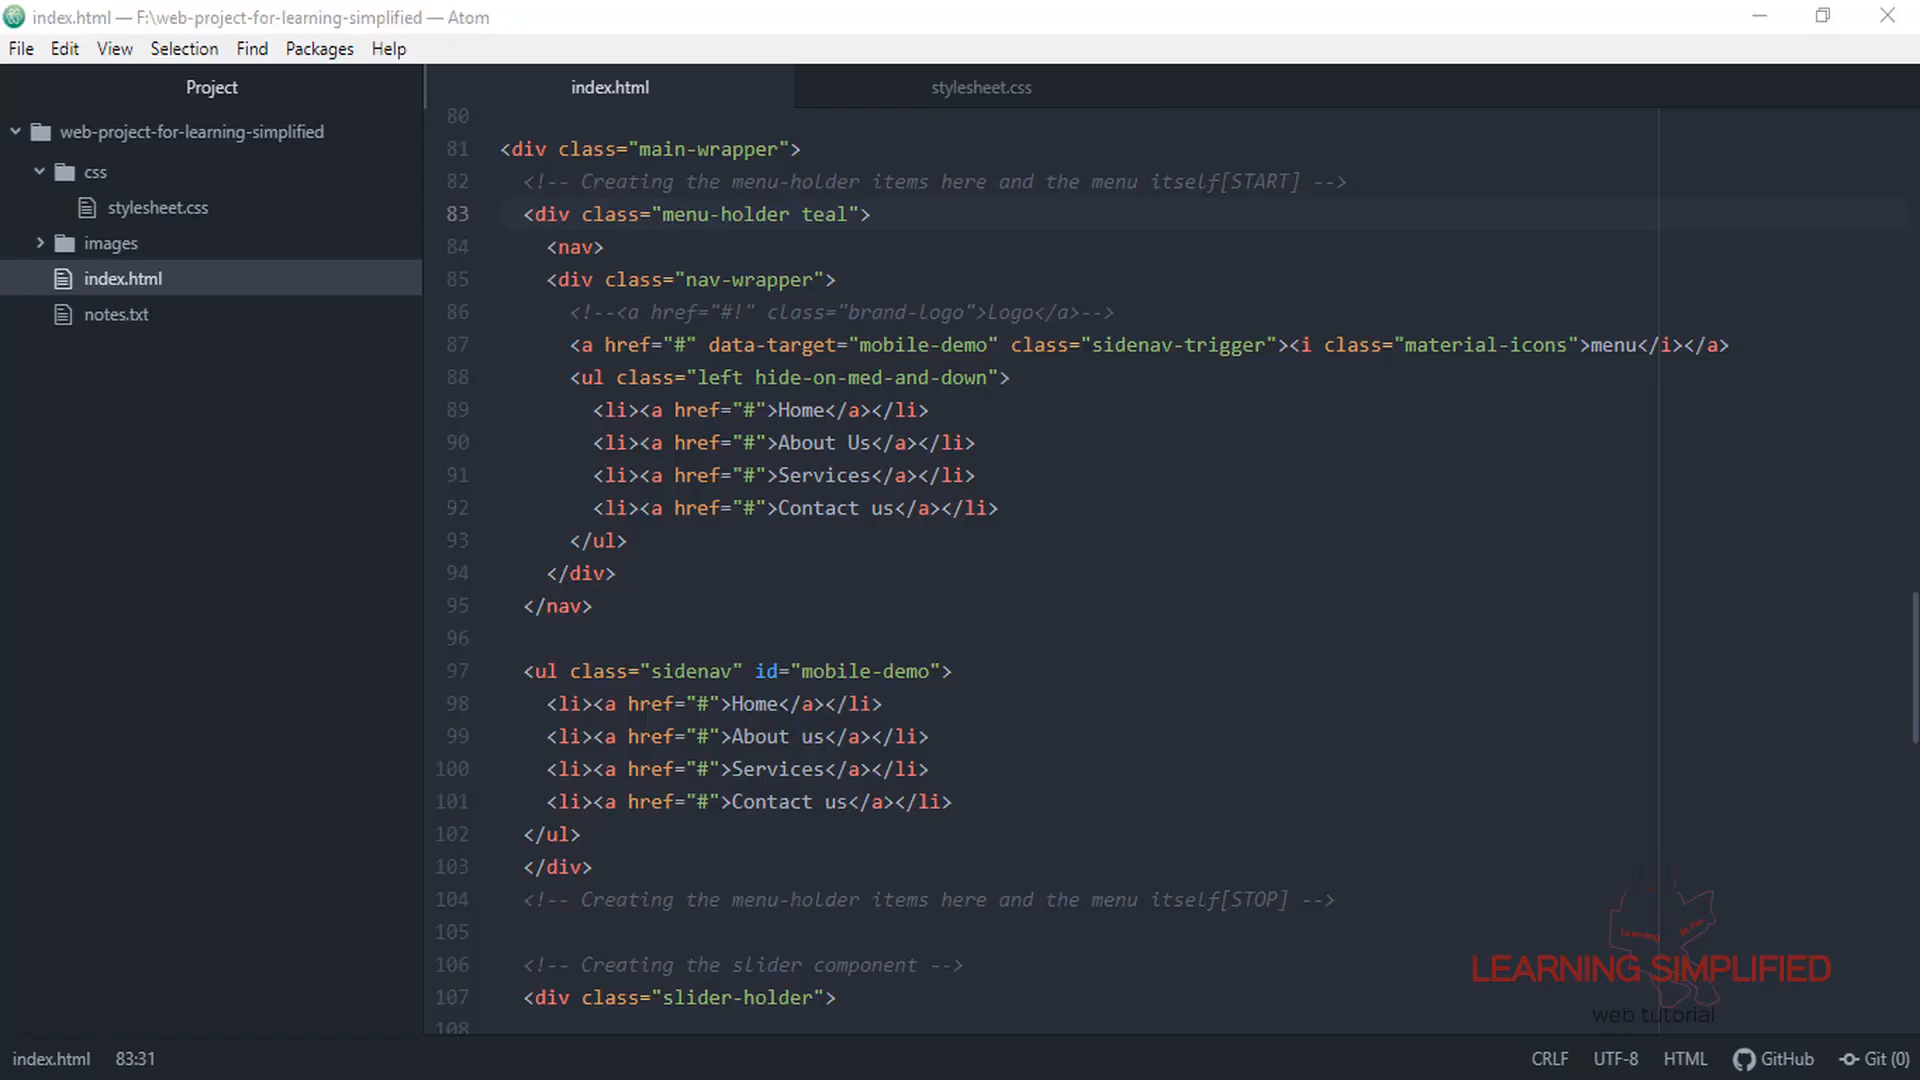 index.html — F:\web-project-for-learning-simplified — Atom
File Edit View Selection Find Packages Help
Project
index.html
stylesheet.css
web-project-for-learning-simplified
css
stylesheet.css
images
index.html
notes.txt
80
81 <div class="main-wrapper">
82 <!-- Creating the menu-holder items here and the menu itself[START] -->
83 <div class="menu-holder teal">
84 <nav>
85 <div class="nav-wrapper">
86 <!--<a href="#!" class="brand-logo">Logo</a>-->
87 <a href="#" data-target="mobile-demo" class="sidenav-trigger"><i class="material-icons">menu</i></a>
88 <ul class="left hide-on-med-and-down">
89 <li><a href="#">Home</a></li>
90 <li><a href="#">About Us</a></li>
91 <li><a href="#">Services</a></li>
92 <li><a href="#">Contact us</a></li>
93 </ul>
94 </div>
95 </nav>
96
97 <ul class="sidenav" id="mobile-demo">
98 <li><a href="#">Home</a></li>
99 <li><a href="#">About us</a></li>
100 <li><a href="#">Services</a></li>
101 <li><a href="#">Contact us</a></li>
102 </ul>
103 </div>
104 <!-- Creating the menu-holder items here and the menu itself[STOP] -->
105
106 <!-- Creating the slider component -->
107 <div class="slider-holder">
108
Learning Is Fun
LEARNING SIMPLIFIED
web tutorial
index.html 83:31
CRLF UTF-8 HTML GitHub Git (0)